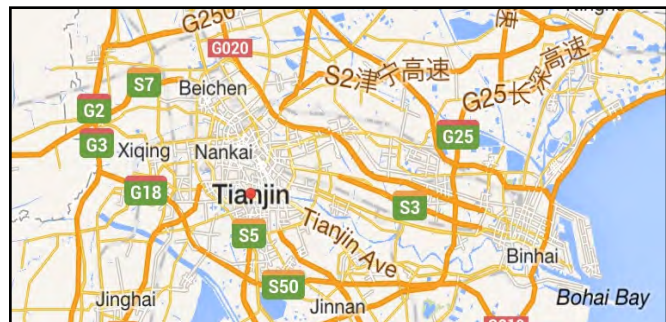 G250
G020
S7
Beichen
S2津宁高速
G25长深高速
G2
G25
G3
Xiqing
Nankai
G18
Tianjin
S3
S5
Tianjin Ave
Binhai
S50
Jinghai
Jinnan
Bohai Bay